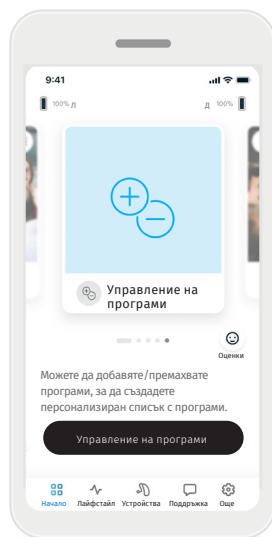 9:41
100% Л
Д 100%
Управление на
програми
Оценки
Можете да добавяте/премахвате
програми, за да създадете
персонализиран списък с програми.
Управление на програми
Начало Лайфстайл Устройства Поддръжка Още